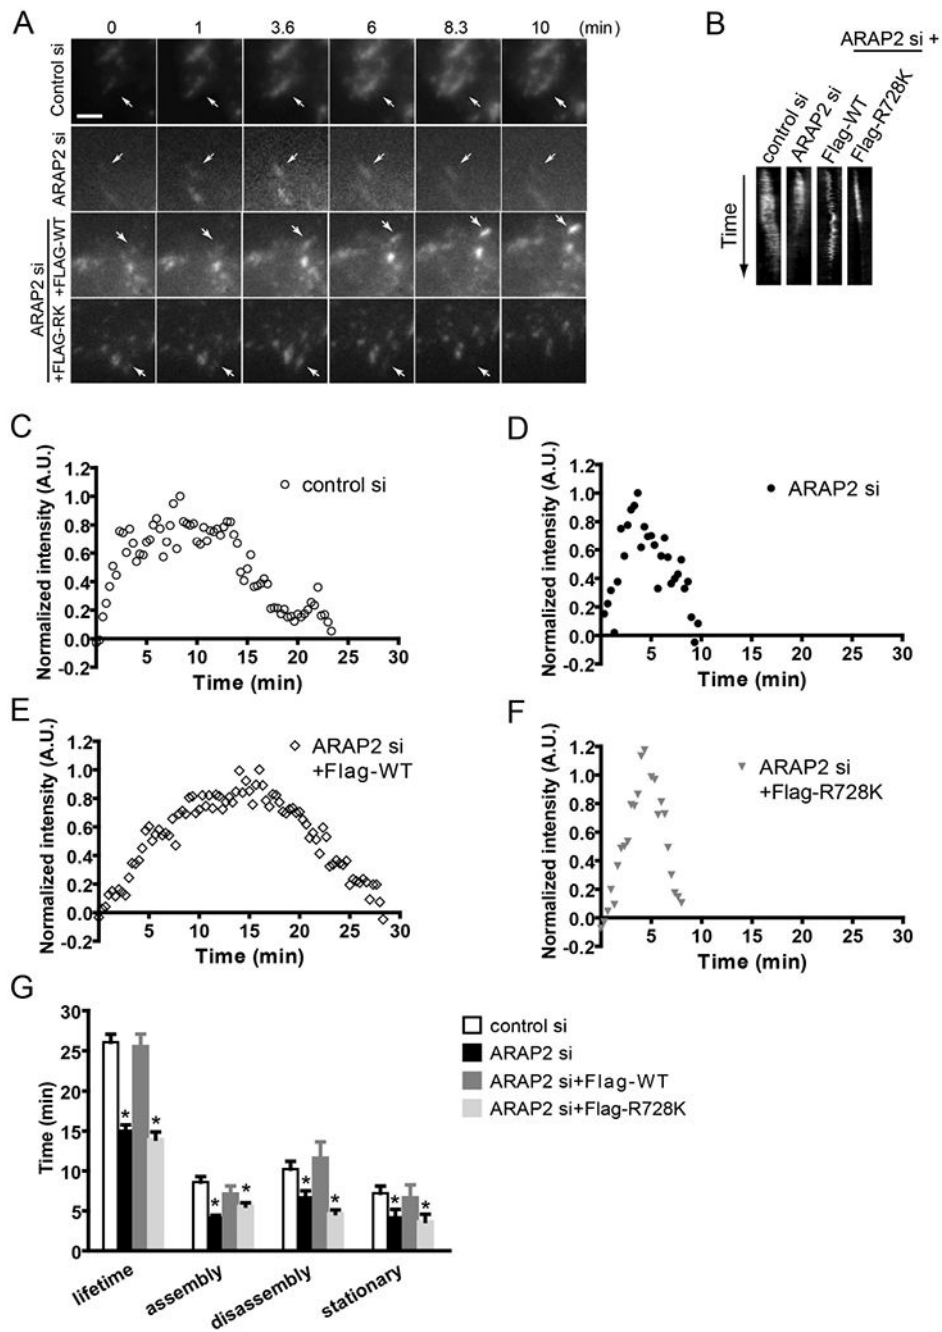 A
0 1 3.6 6 8.3 10 (min)
Control si
ARAP2 si
ARAP2 si
+FLAG-WT
+FLAG-RK
B
ARAP2 si +
control si
ARAP2 si
Flag-WT
Flag-R728K
Time
C
Normalized intensity (A.U.)
1.2
1.0
0.8
0.6
0.4
0.2
0.0
-0.2
control si
5 10 15 20 25 30
Time (min)
D
Normalized intensity (A.U.)
1.2
1.0
0.8
0.6
0.4
0.2
0.0
-0.2
ARAP2 si
5 10 15 20 25 30
Time (min)
E
Normalized intensity (A.U.)
1.2
1.0
0.8
0.6
0.4
0.2
0.0
-0.2
ARAP2 si
+Flag-WT
5 10 15 20 25 30
Time (min)
F
Normalized intensity (A.U.)
1.2
1.0
0.8
0.6
0.4
0.2
0.0
-0.2
ARAP2 si
+Flag-R728K
5 10 15 20 25 30
Time (min)
G
Time (min)
30
25
20
15
10
5
0
* * * * * * * *
lifetime
assembly
disassembly
stationary
control si
ARAP2 si
ARAP2 si+Flag-WT
ARAP2 si+Flag-R728K